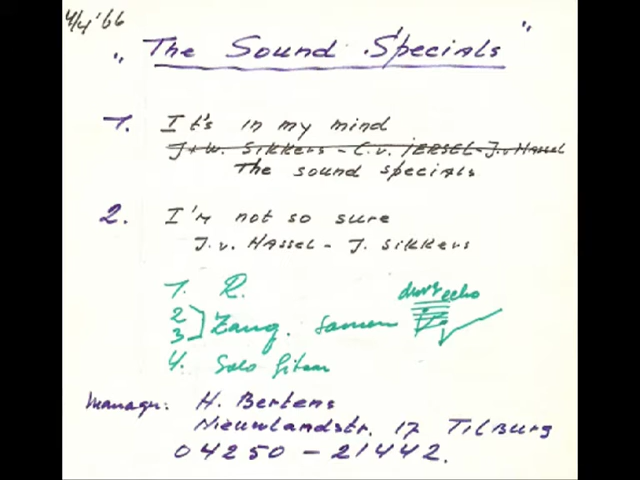 4/4 '66
"The Sound Specials"
1. It's in my mind
J+W. Sikkers - C.v. iERSEL - J.v. HAssel
The sound specials
2. I'm not so sure
J.v. HAssel - J. Sikkers
1. R.
2
3 Zang. Samen
echo
4. Solo Gitaar
manager: H. Bertens
Nieuwlandstr. 17 TilBurg
04250 - 21442.